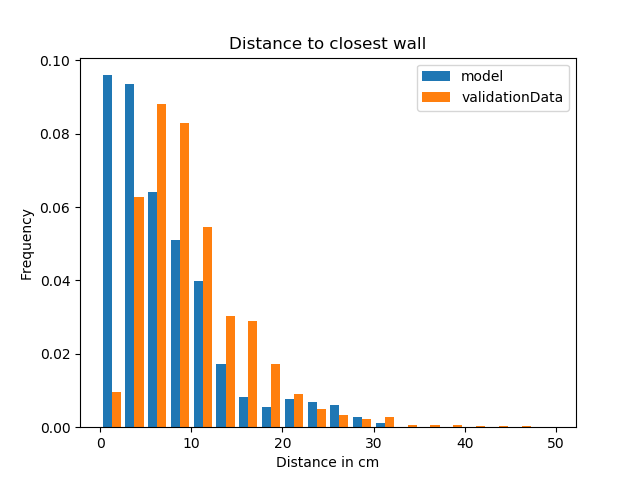 Distance to closest wall
model
validationData
Frequency
0.10
0.08
0.06
0.04
0.02
0.00
0 10 20 30 40 50
Distance in cm